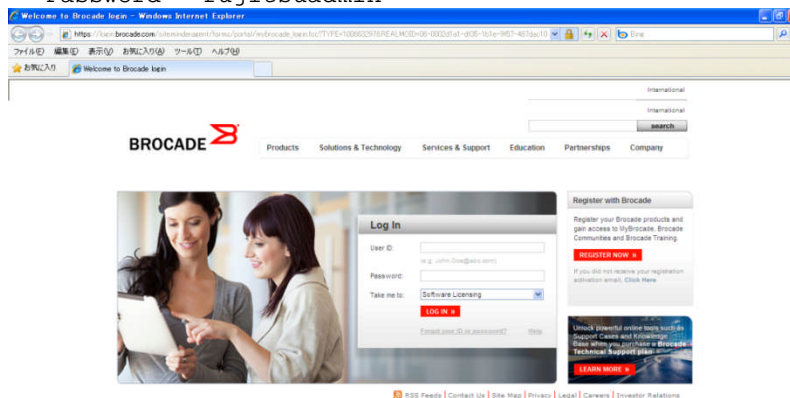 Welcome to Brocade login - Windows Internet Explorer
ファイル(F) 編集(E) 表示(V) お気に入り(A) ツール(T) ヘルプ(H)
お気に入り Welcome to Brocade login
Bing
International
International
search
BROCADE
Products Solutions & Technology Services & Support Education Partnerships Company
Log In
User ID:
(e.g. John.Doe@abc.com)
Password:
Take me to: Software Licensing
LOG IN »
Forgot your ID or password? Help
Register with Brocade
Register your Brocade products and
gain access to MyBrocade, Brocade
Communities and Brocade Training.
REGISTER NOW »
If you did not receive your registration
activation email, Click Here.
Unlock powerful online tools such as
Support Cases and Knowledge
Base when you purchase a Brocade
Technical Support plan.
LEARN MORE »
RSS Feeds | Contact Us | Site Map | Privacy | Legal | Careers | Investor Relations